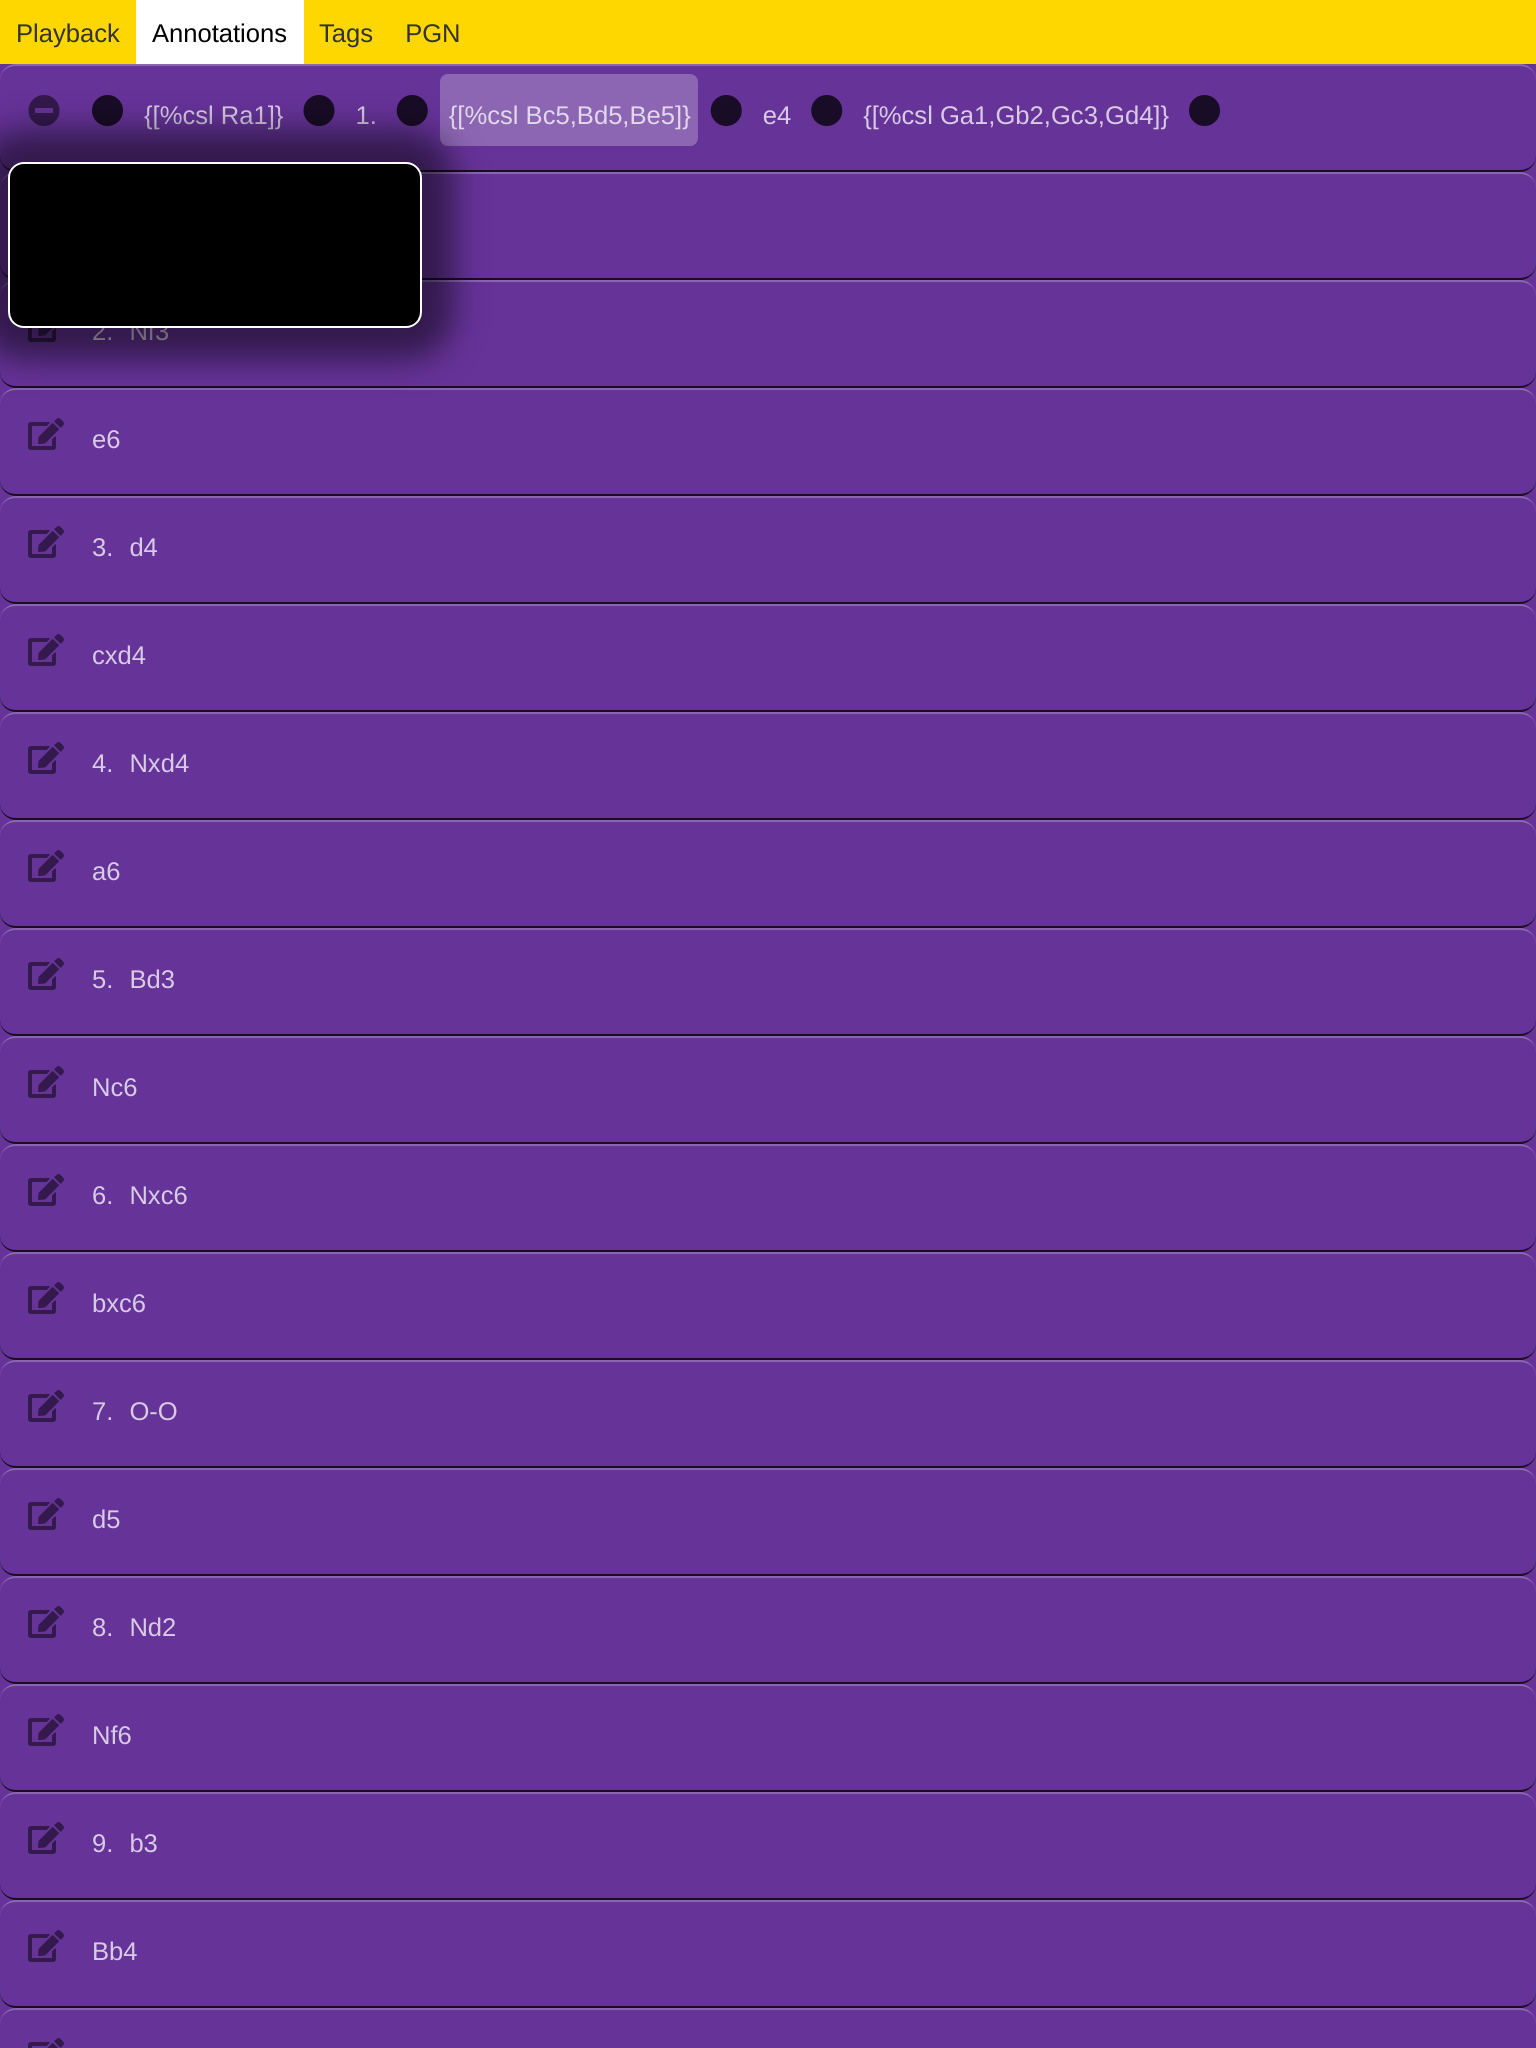 Playback Annotations Tags PGN
{[%csl Ra1]} 1. {[%csl Bc5,Bd5,Be5]} e4 {[%csl Ga1,Gb2,Gc3,Gd4]}
2. Nf3
e6
3. d4
cxd4
4. Nxd4
a6
5. Bd3
Nc6
6. Nxc6
bxc6
7. O-O
d5
8. Nd2
Nf6
9. b3
Bb4